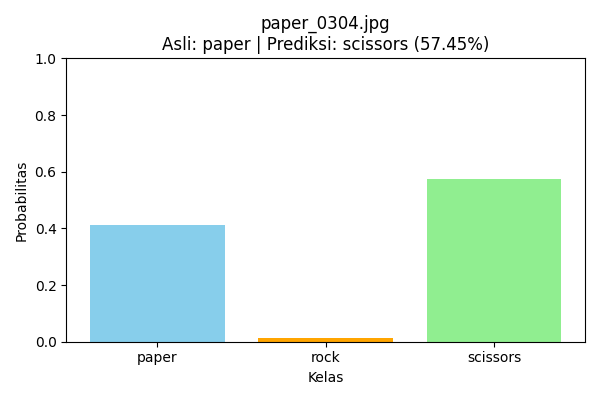 paper_0304.jpg
Asli: paper | Prediksi: scissors (57.45%)
1.0
0.8
0.6
0.4
0.2
0.0
Probabilitas
paper rock scissors
Kelas